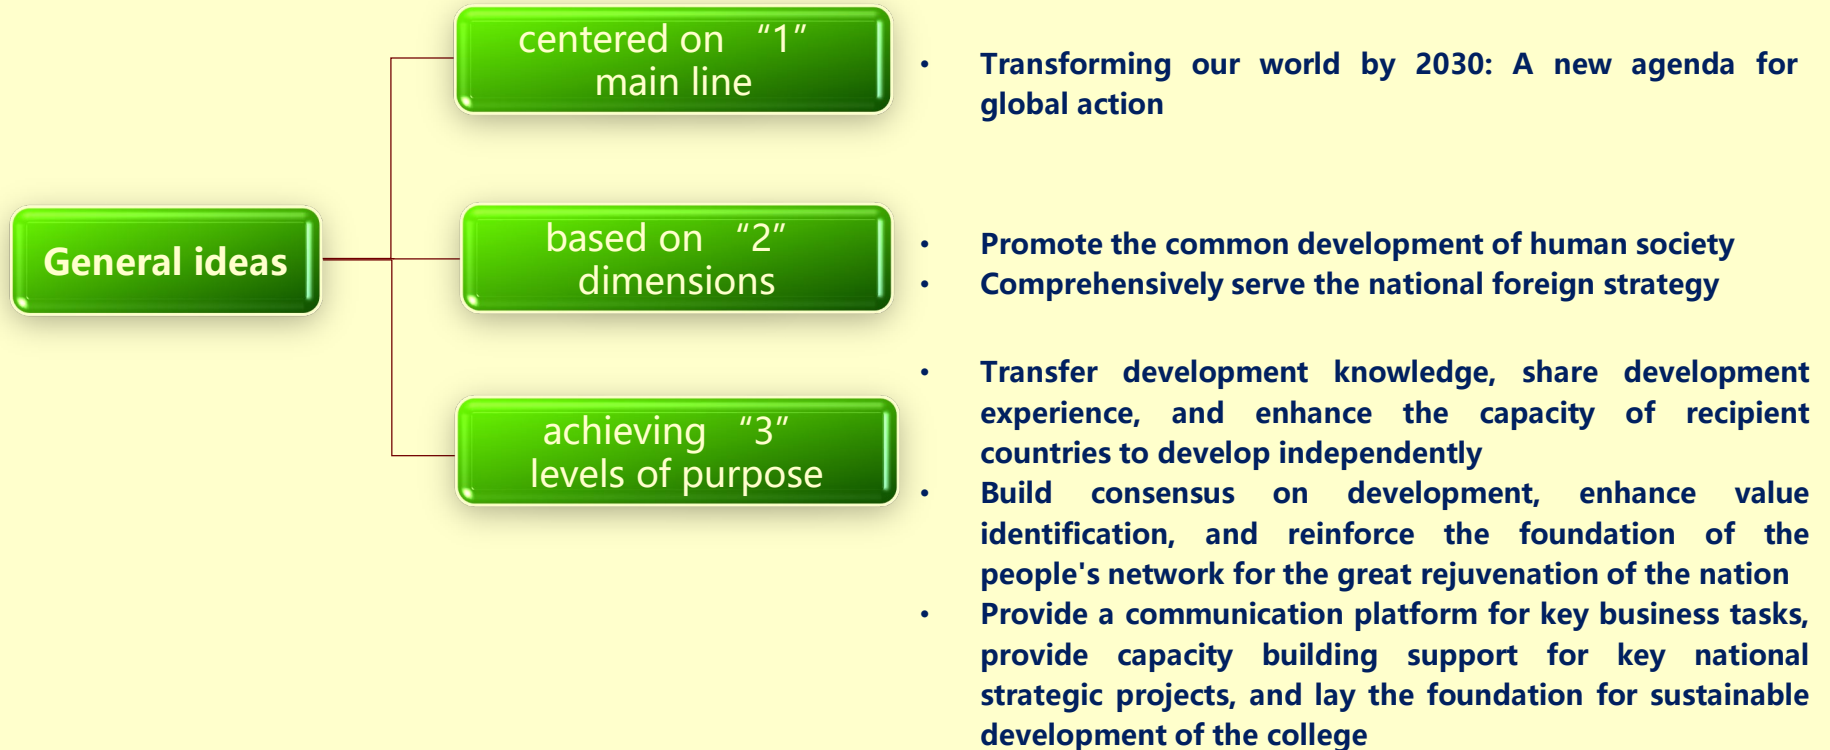 General ideas
centered on “1”
main line
• Transforming our world by 2030: A new agenda for
global action
based on “2”
dimensions
• Promote the common development of human society
• Comprehensively serve the national foreign strategy
achieving “3”
levels of purpose
• Transfer development knowledge, share development
experience, and enhance the capacity of recipient
countries to develop independently
• Build consensus on development, enhance value
identification, and reinforce the foundation of the
people's network for the great rejuvenation of the nation
• Provide a communication platform for key business tasks,
provide capacity building support for key national
strategic projects, and lay the foundation for sustainable
development of the college